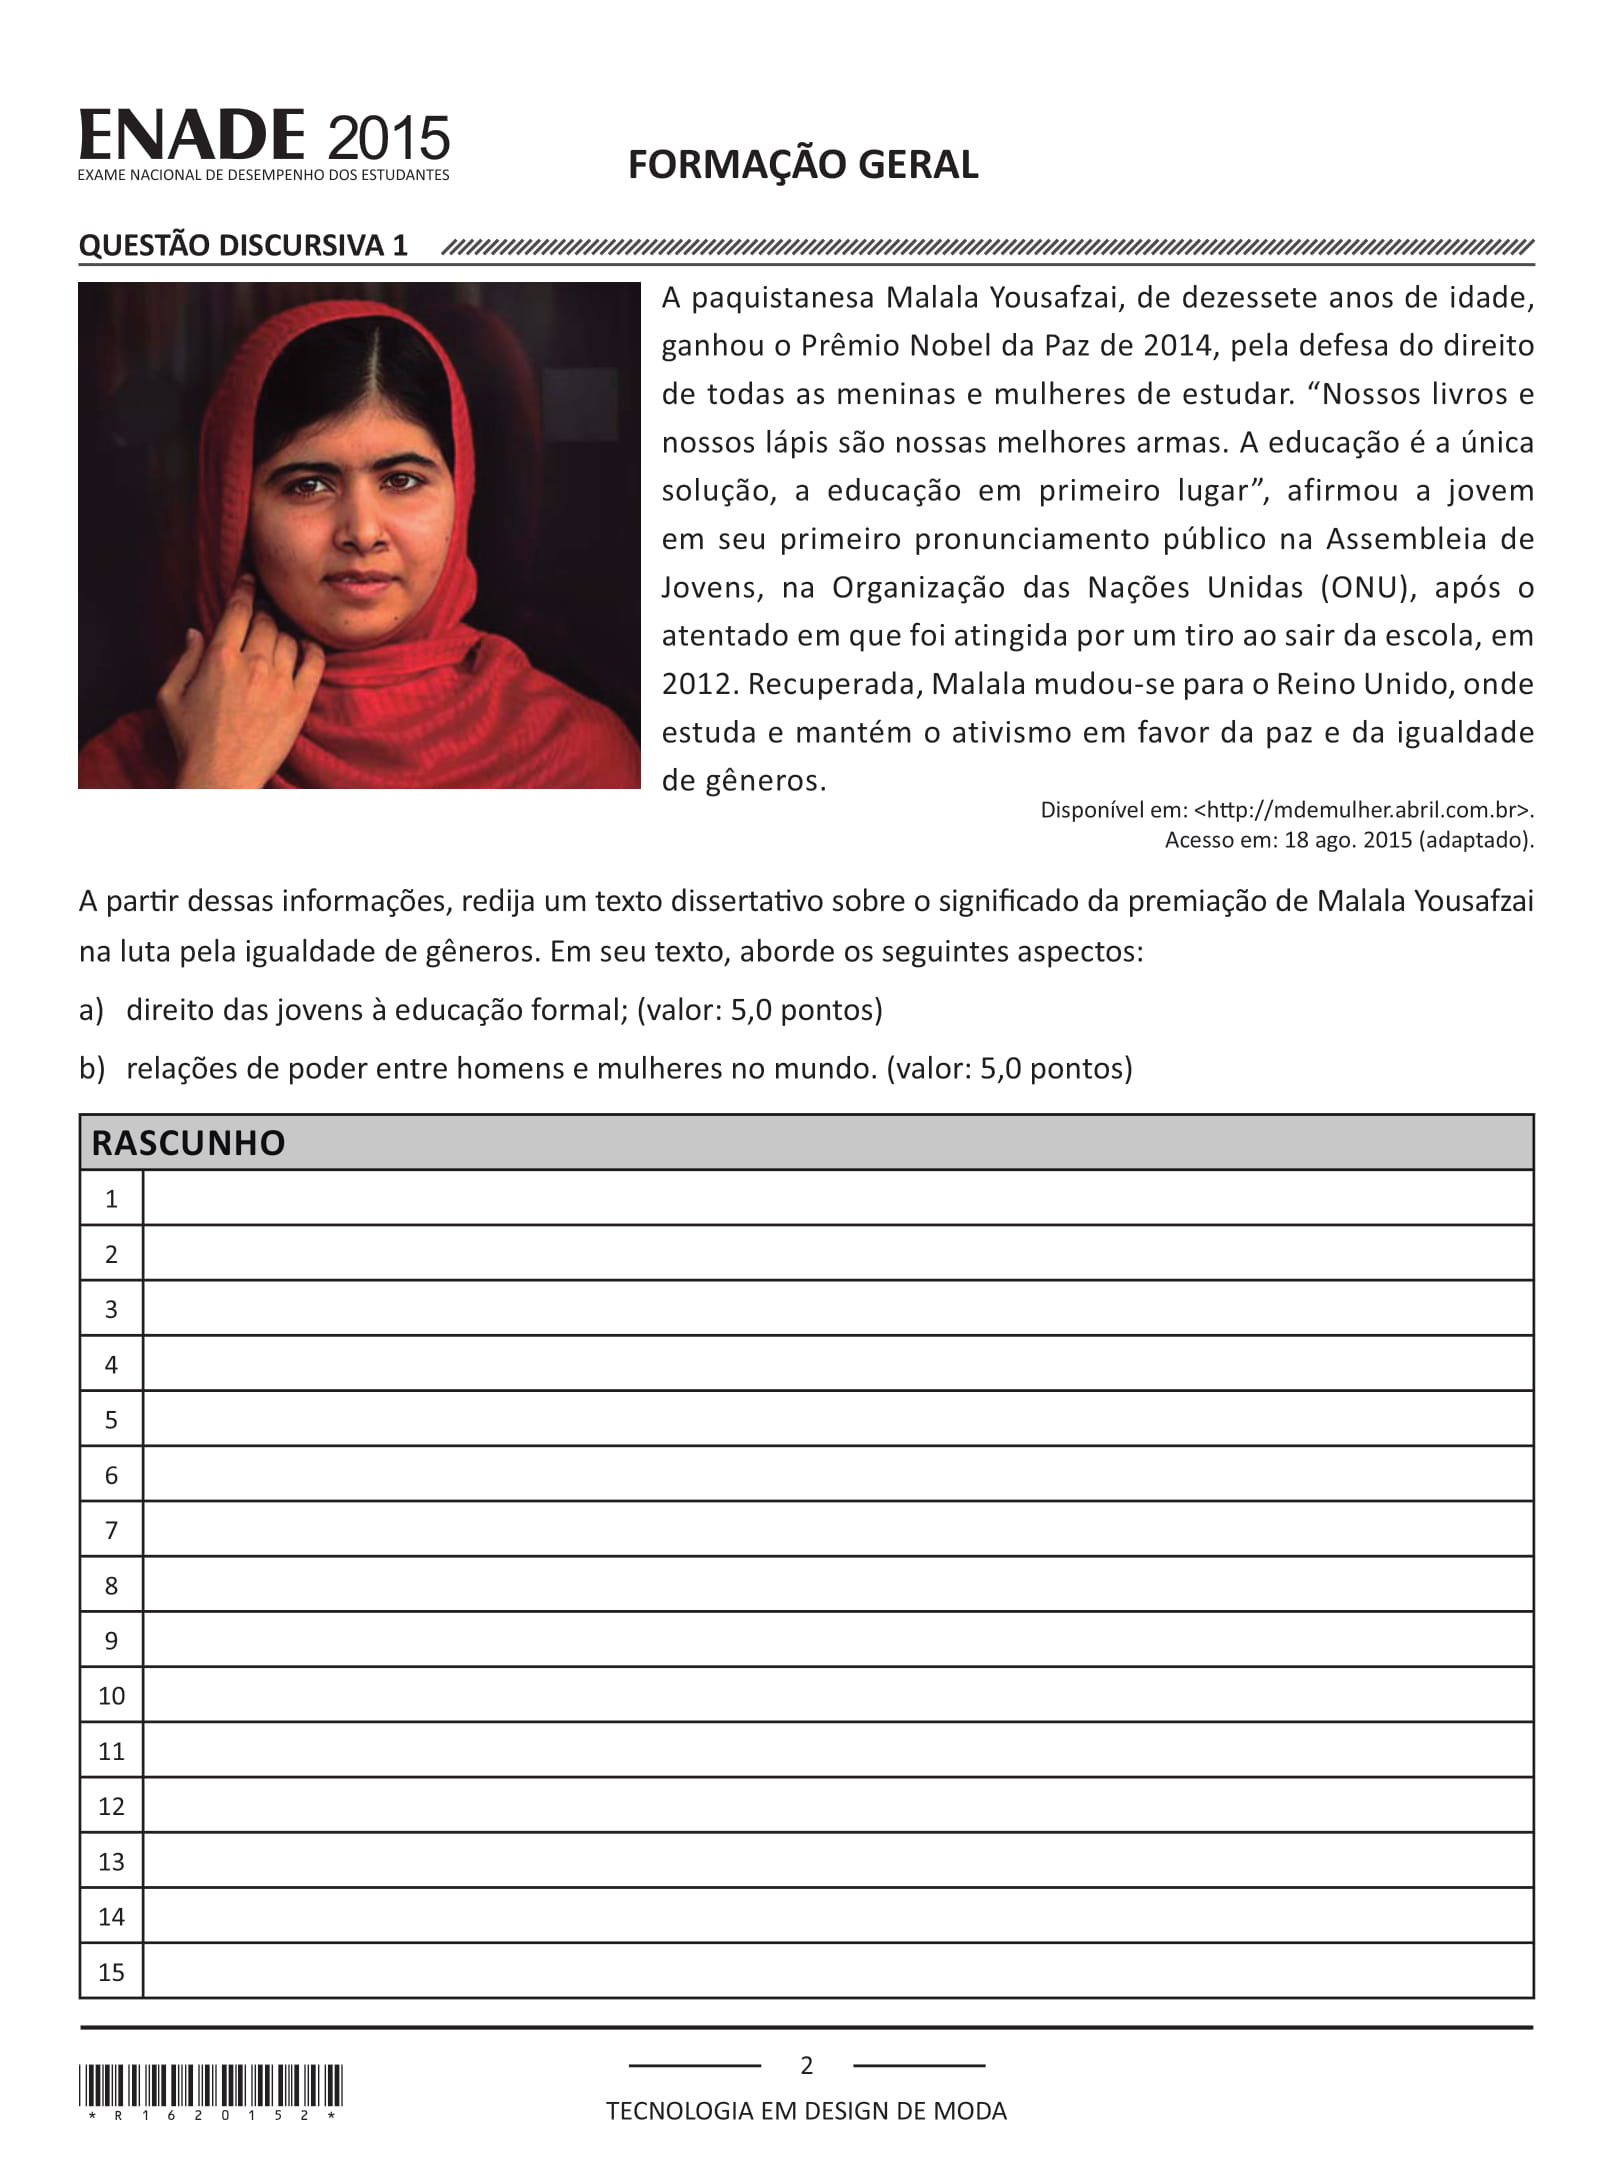 ENADE 2015
EXAME NACIONAL DE DESEMPENHO DOS ESTUDANTES
FORMAÇÃO GERAL
QUESTÃO DISCURSIVA 1
A paquistanesa Malala Yousafzai, de dezessete anos de idade,
ganhou o Prêmio Nobel da Paz de 2014, pela defesa do direito
de todas as meninas e mulheres de estudar. “Nossos livros e
nossos lápis são nossas melhores armas. A educação é a única
solução, a educação em primeiro lugar”, afirmou a jovem
em seu primeiro pronunciamento público na Assembleia de
Jovens, na Organização das Nações Unidas (ONU), após o
atentado em que foi atingida por um tiro ao sair da escola, em
2012. Recuperada, Malala mudou-se para o Reino Unido, onde
estuda e mantém o ativismo em favor da paz e da igualdade
de gêneros.
Disponível em: <http://mdemulher.abril.com.br>.
Acesso em: 18 ago. 2015 (adaptado).
A partir dessas informações, redija um texto dissertativo sobre o significado da premiação de Malala Yousafzai
na luta pela igualdade de gêneros. Em seu texto, aborde os seguintes aspectos:
a) direito das jovens à educação formal; (valor: 5,0 pontos)
b) relações de poder entre homens e mulheres no mundo. (valor: 5,0 pontos)
RASCUNHO
1
2
3
4
5
6
7
8
9
10
11
12
13
14
15
2
*R1620152*
TECNOLOGIA EM DESIGN DE MODA